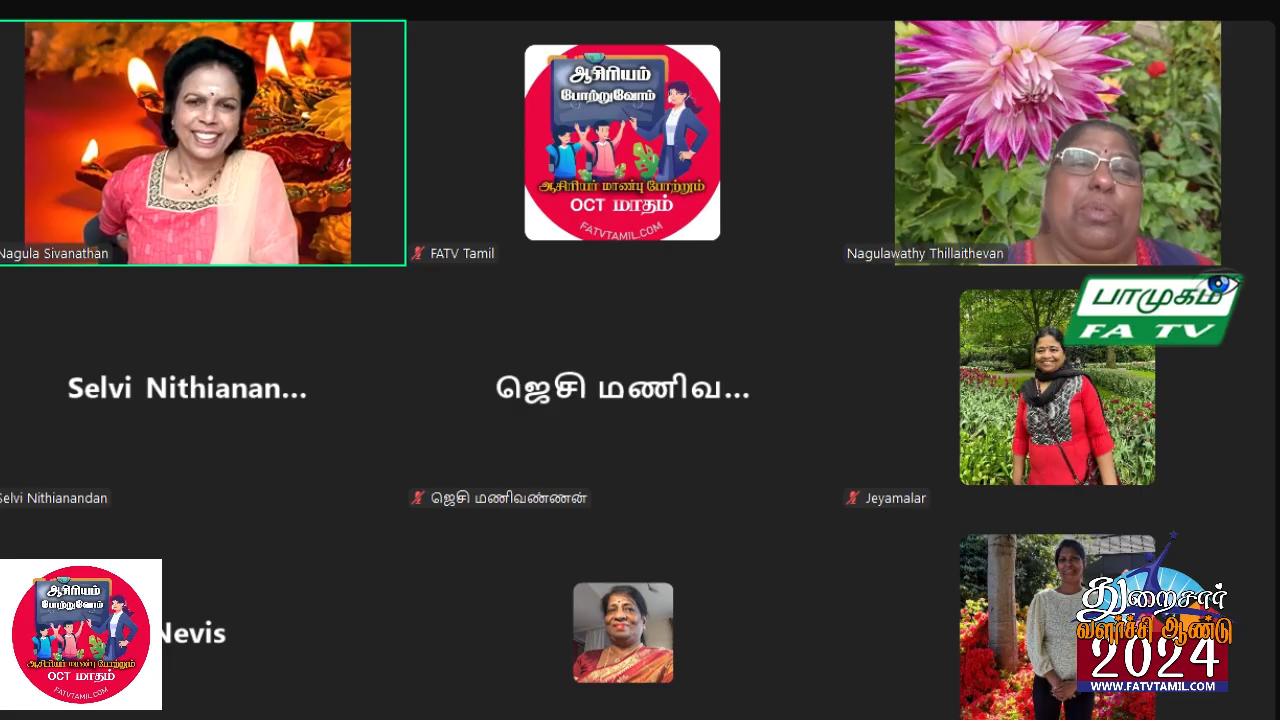 ஆசிரியம்
போற்றுவோம்
ஆசிரியர் மாண்பு போற்றும்
OCT மாதம்
FATVTAMIL.COM
Nagula Sivanathan
FATV Tamil
Nagulawathy Thillaithevan
பாமுகம்
FA TV
Selvi Nithianan...
ஜெசி மணிவ...
Selvi Nithianandan
ஜெசி மணிவண்ணன்
Jeyamalar
ஆசிரியம்
போற்றுவோம்
ஆசிரியர் மாண்பு போற்றும்
OCT மாதம்
FATVTAMIL.COM
Nevis
துறைசார்
வளர்ச்சி ஆண்டு
2024
WWW.FATVTAMIL.COM